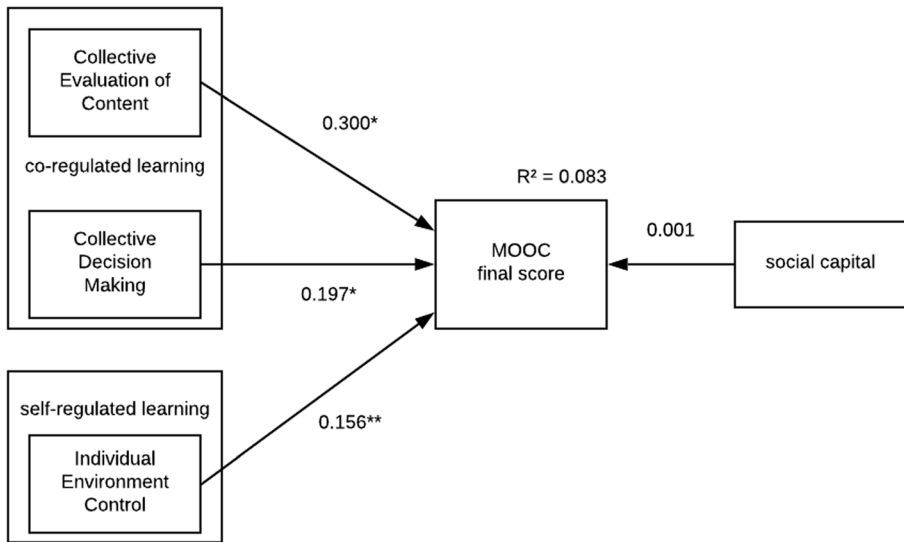 Collective
Evaluation of
Content
0.300*
co-regulated learning
R² = 0.083
Collective
Decision
Making
0.197*
MOOC
final score
0.001
social capital
self-regulated learning
0.156**
Individual
Environment
Control